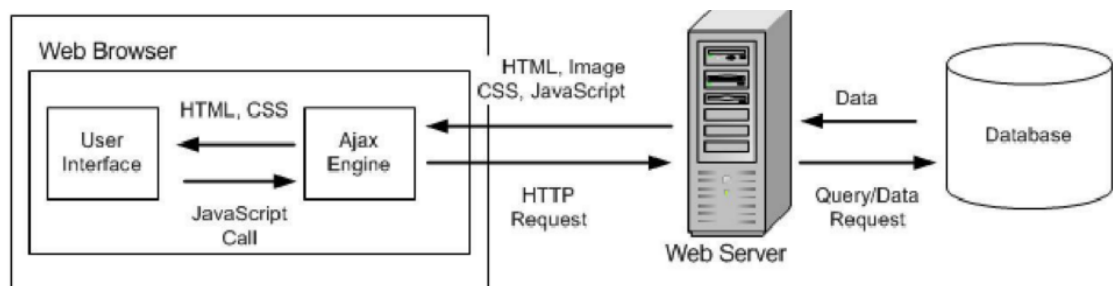 Web Browser
User
Interface
HTML, CSS
JavaScript
Call
Ajax
Engine
HTML, Image
CSS, JavaScript
HTTP
Request
Web Server
Data
Query/Data
Request
Database